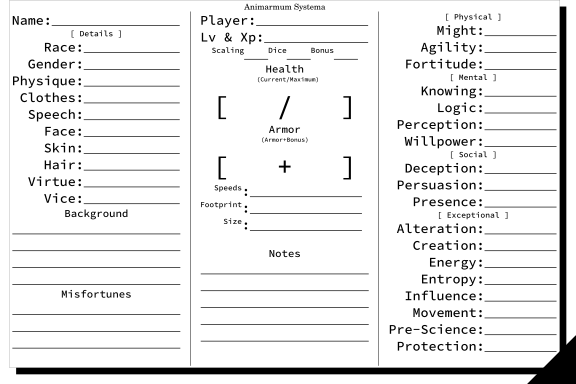 Animarmum Systema
Name:
[ Details ]
Race:
Gender:
Physique:
Clothes:
Speech:
Face:
Skin:
Hair:
Virtue:
Vice:
Background
Misfortunes
Player:
Lv & Xp:
Scaling Dice Bonus
Health
(Current/Maximum)
[ / ]
Armor
(Armor+Bonus)
[ + ]
Speeds:
Footprint:
Size:
Notes
[ Physical ]
Might:
Agility:
Fortitude:
[ Mental ]
Knowing:
Logic:
Perception:
Willpower:
[ Social ]
Deception:
Persuasion:
Presence:
[ Exceptional ]
Alteration:
Creation:
Energy:
Entropy:
Influence:
Movement:
Pre-Science:
Protection: